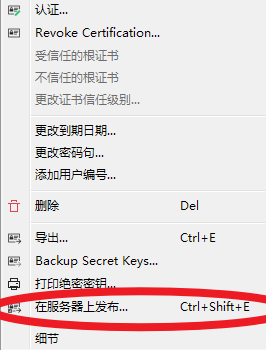 认证...
Revoke Certification...
受信任的根证书
不信任的根证书
更改证书信任级别...
更改到期日期...
更改密码句...
添加用户编号...
删除 Del
导出... Ctrl+E
Backup Secret Keys...
打印绝密密钥...
在服务器上发布... Ctrl+Shift+E
细节